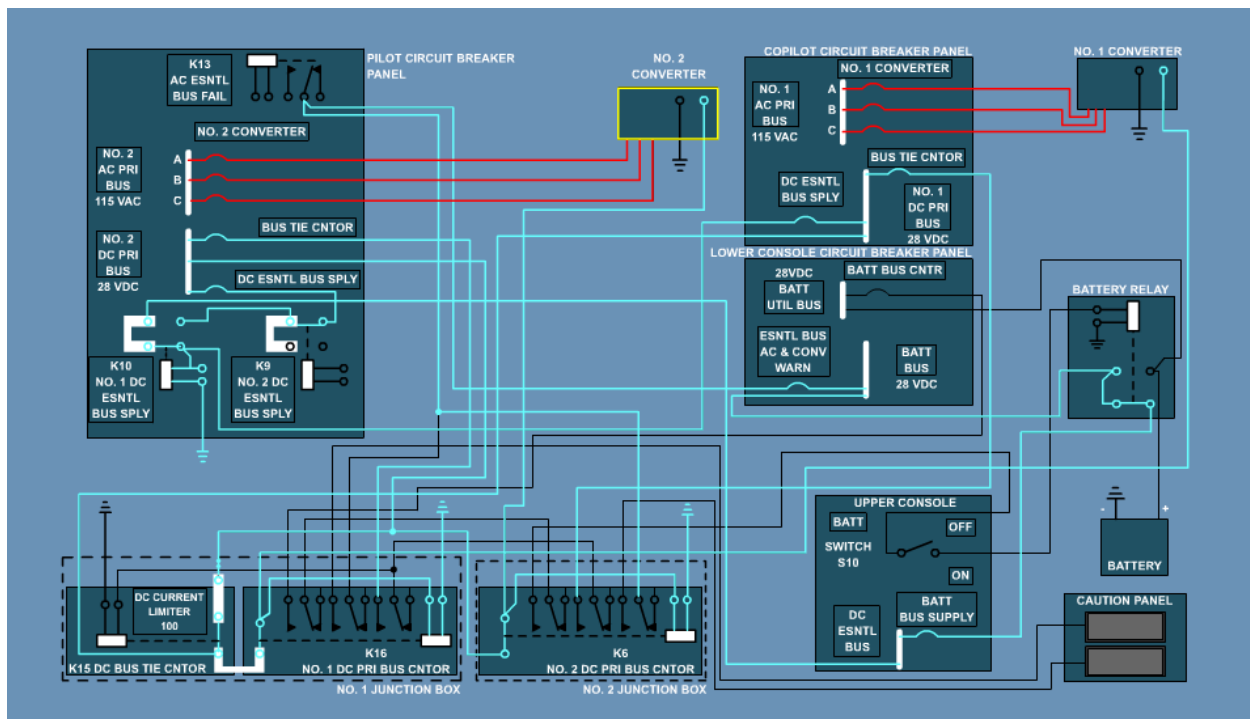 PILOT CIRCUIT BREAKER
PANEL
K13
AC ESNTL
BUS FAIL
NO. 2 CONVERTER
NO. 2
AC PRI
BUS
115 VAC
A
B
C
BUS TIE CNTOR
NO. 2
DC PRI
BUS
28 VDC
DC ESNTL BUS SPLY
K10
NO. 1 DC
ESNTL
BUS SPLY
K9
NO. 2 DC
ESNTL
BUS SPLY
NO. 2
CONVERTER
COPILOT CIRCUIT BREAKER PANEL
NO. 1 CONVERTER
NO. 1
AC PRI
BUS
115 VAC
A
B
C
BUS TIE CNTOR
DC ESNTL
BUS SPLY
NO. 1
DC PRI
BUS
28 VDC
NO. 1 CONVERTER
LOWER CONSOLE CIRCUIT BREAKER PANEL
28VDC
BATT
UTIL BUS
BATT BUS CNTR
ESNTL BUS
AC & CONV
WARN
BATT
BUS
28 VDC
BATTERY RELAY
UPPER CONSOLE
BATT
OFF
SWITCH
S10
ON
BATT
BUS SUPPLY
DC
ESNTL
BUS
- +
BATTERY
CAUTION PANEL
DC CURRENT
LIMITER
100
K15 DC BUS TIE CNTOR
K16
NO. 1 DC PRI BUS CNTOR
NO. 1 JUNCTION BOX
K6
NO. 2 DC PRI BUS CNTOR
NO. 2 JUNCTION BOX